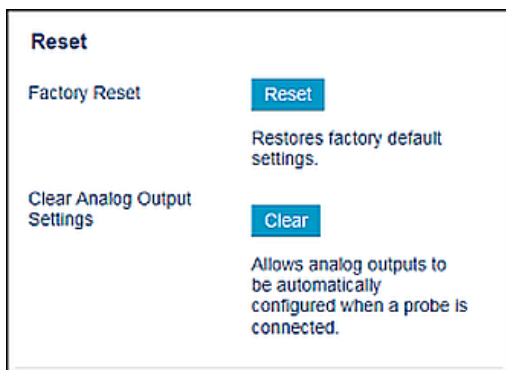 Reset
Factory Reset
Reset
Restores factory default
settings.
Clear Analog Output
Settings
Clear
Allows analog outputs to
be automatically
configured when a probe is
connected.